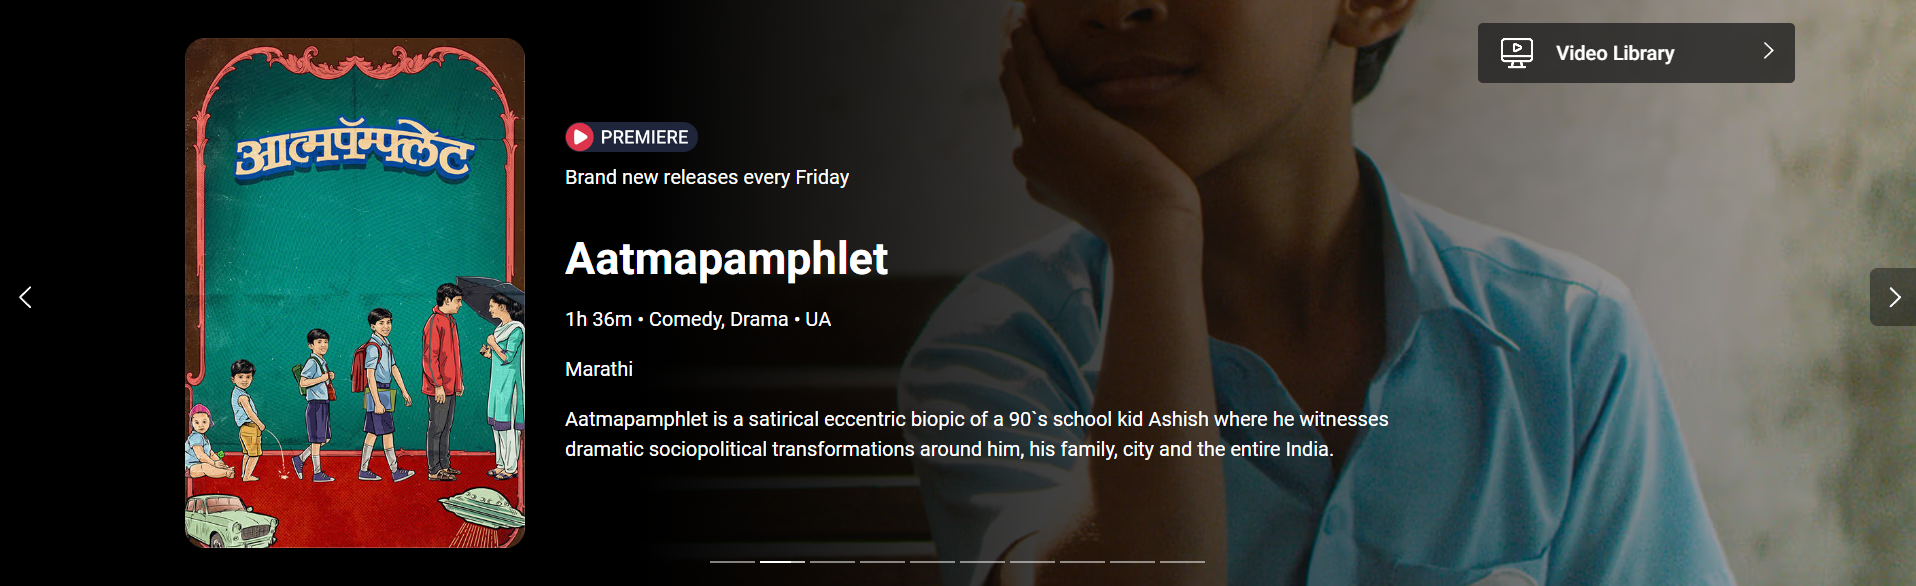 आत्मपॅम्फ्लेट
Video Library
PREMIERE
Brand new releases every Friday
Aatmapamphlet
1h 36m • Comedy, Drama • UA
Marathi
Aatmapamphlet is a satirical eccentric biopic of a 90`s school kid Ashish where he witnesses
dramatic sociopolitical transformations around him, his family, city and the entire India.